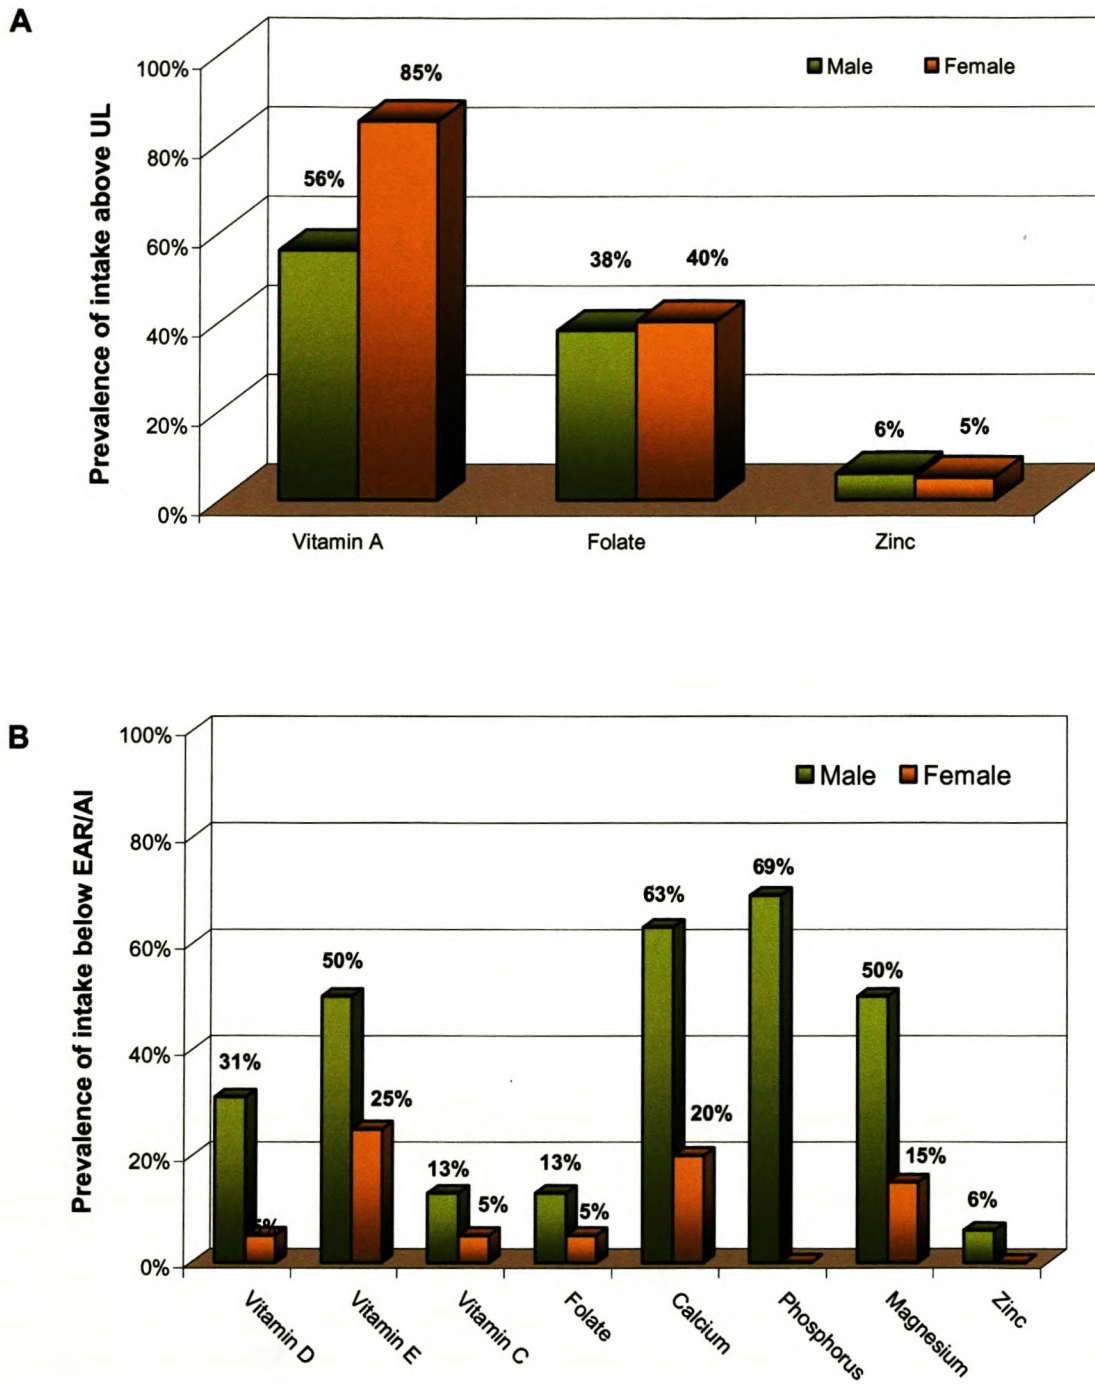 A
Prevalence of intake above UL
100%
80%
60%
40%
20%
0%
Male Female
56%
85%
38%
40%
6%
5%
Vitamin A Folate Zinc
B
Prevalence of intake below EAR/AI
100%
80%
60%
40%
20%
0%
Male Female
31%
5%
50%
25%
13%
5%
13%
5%
63%
20%
69%
50%
15%
6%
Vitamin D
Vitamin E
Vitamin C
Folate
Calcium
Phosphorus
Magnesium
Zinc